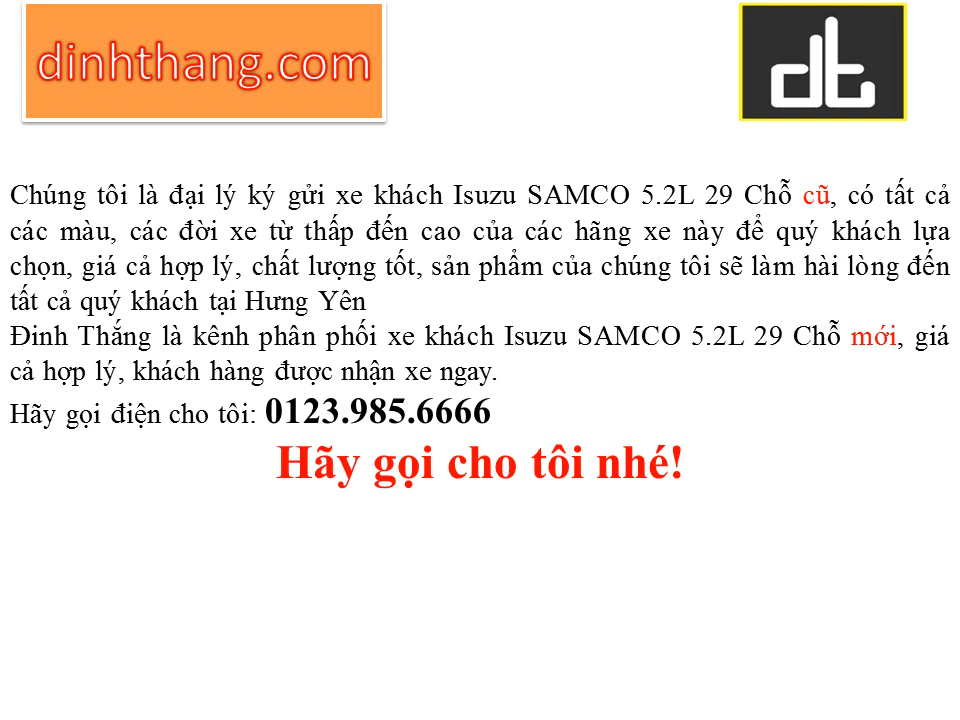 dinhthang.com
dt
Chúng tôi là đại lý ký gửi xe khách Isuzu SAMCO 5.2L 29 Chỗ cũ, có tất cả
các màu, các đời xe từ thấp đến cao của các hãng xe này để quý khách lựa
chọn, giá cả hợp lý, chất lượng tốt, sản phẩm của chúng tôi sẽ làm hài lòng đến
tất cả quý khách tại Hưng Yên
Đinh Thắng là kênh phân phối xe khách Isuzu SAMCO 5.2L 29 Chỗ mới, giá
cả hợp lý, khách hàng được nhận xe ngay.
Hãy gọi điện cho tôi: 0123.985.6666
Hãy gọi cho tôi nhé!